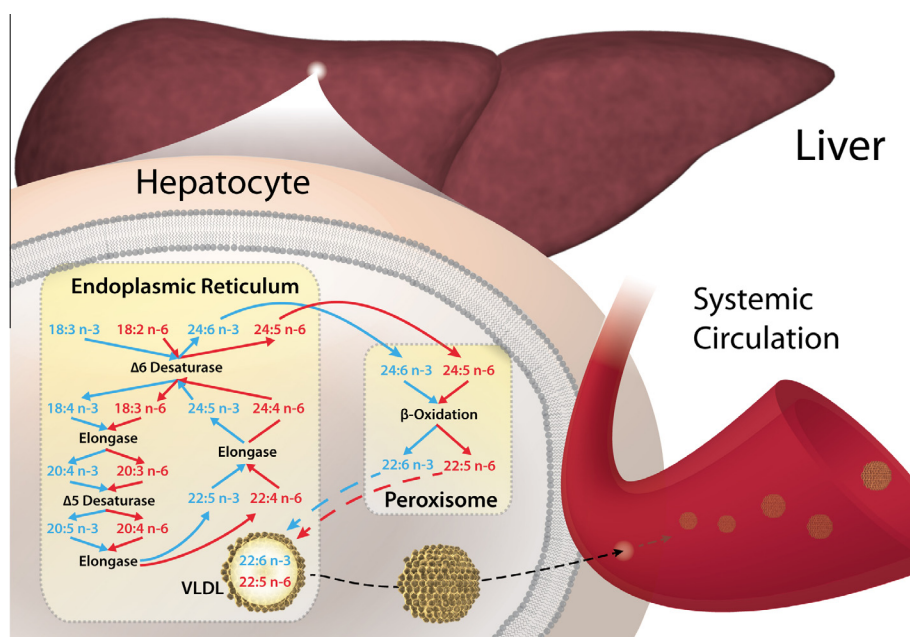 Liver
Hepatocyte
Endoplasmic Reticulum
18:3 n-3 18:2 n-6 24:6 n-3 24:5 n-6
Δ6 Desaturase
18:4 n-3 18:3 n-6 24:5 n-3 24:4 n-6
Elongase
Elongase
20:4 n-3 20:3 n-6
Δ5 Desaturase
22:5 n-3 22:4 n-6
20:5 n-3 20:4 n-6
Elongase
VLDL
22:6 n-3
22:5 n-6
24:6 n-3 24:5 n-6
β-Oxidation
22:6 n-3 22:5 n-6
Peroxisome
Systemic
Circulation